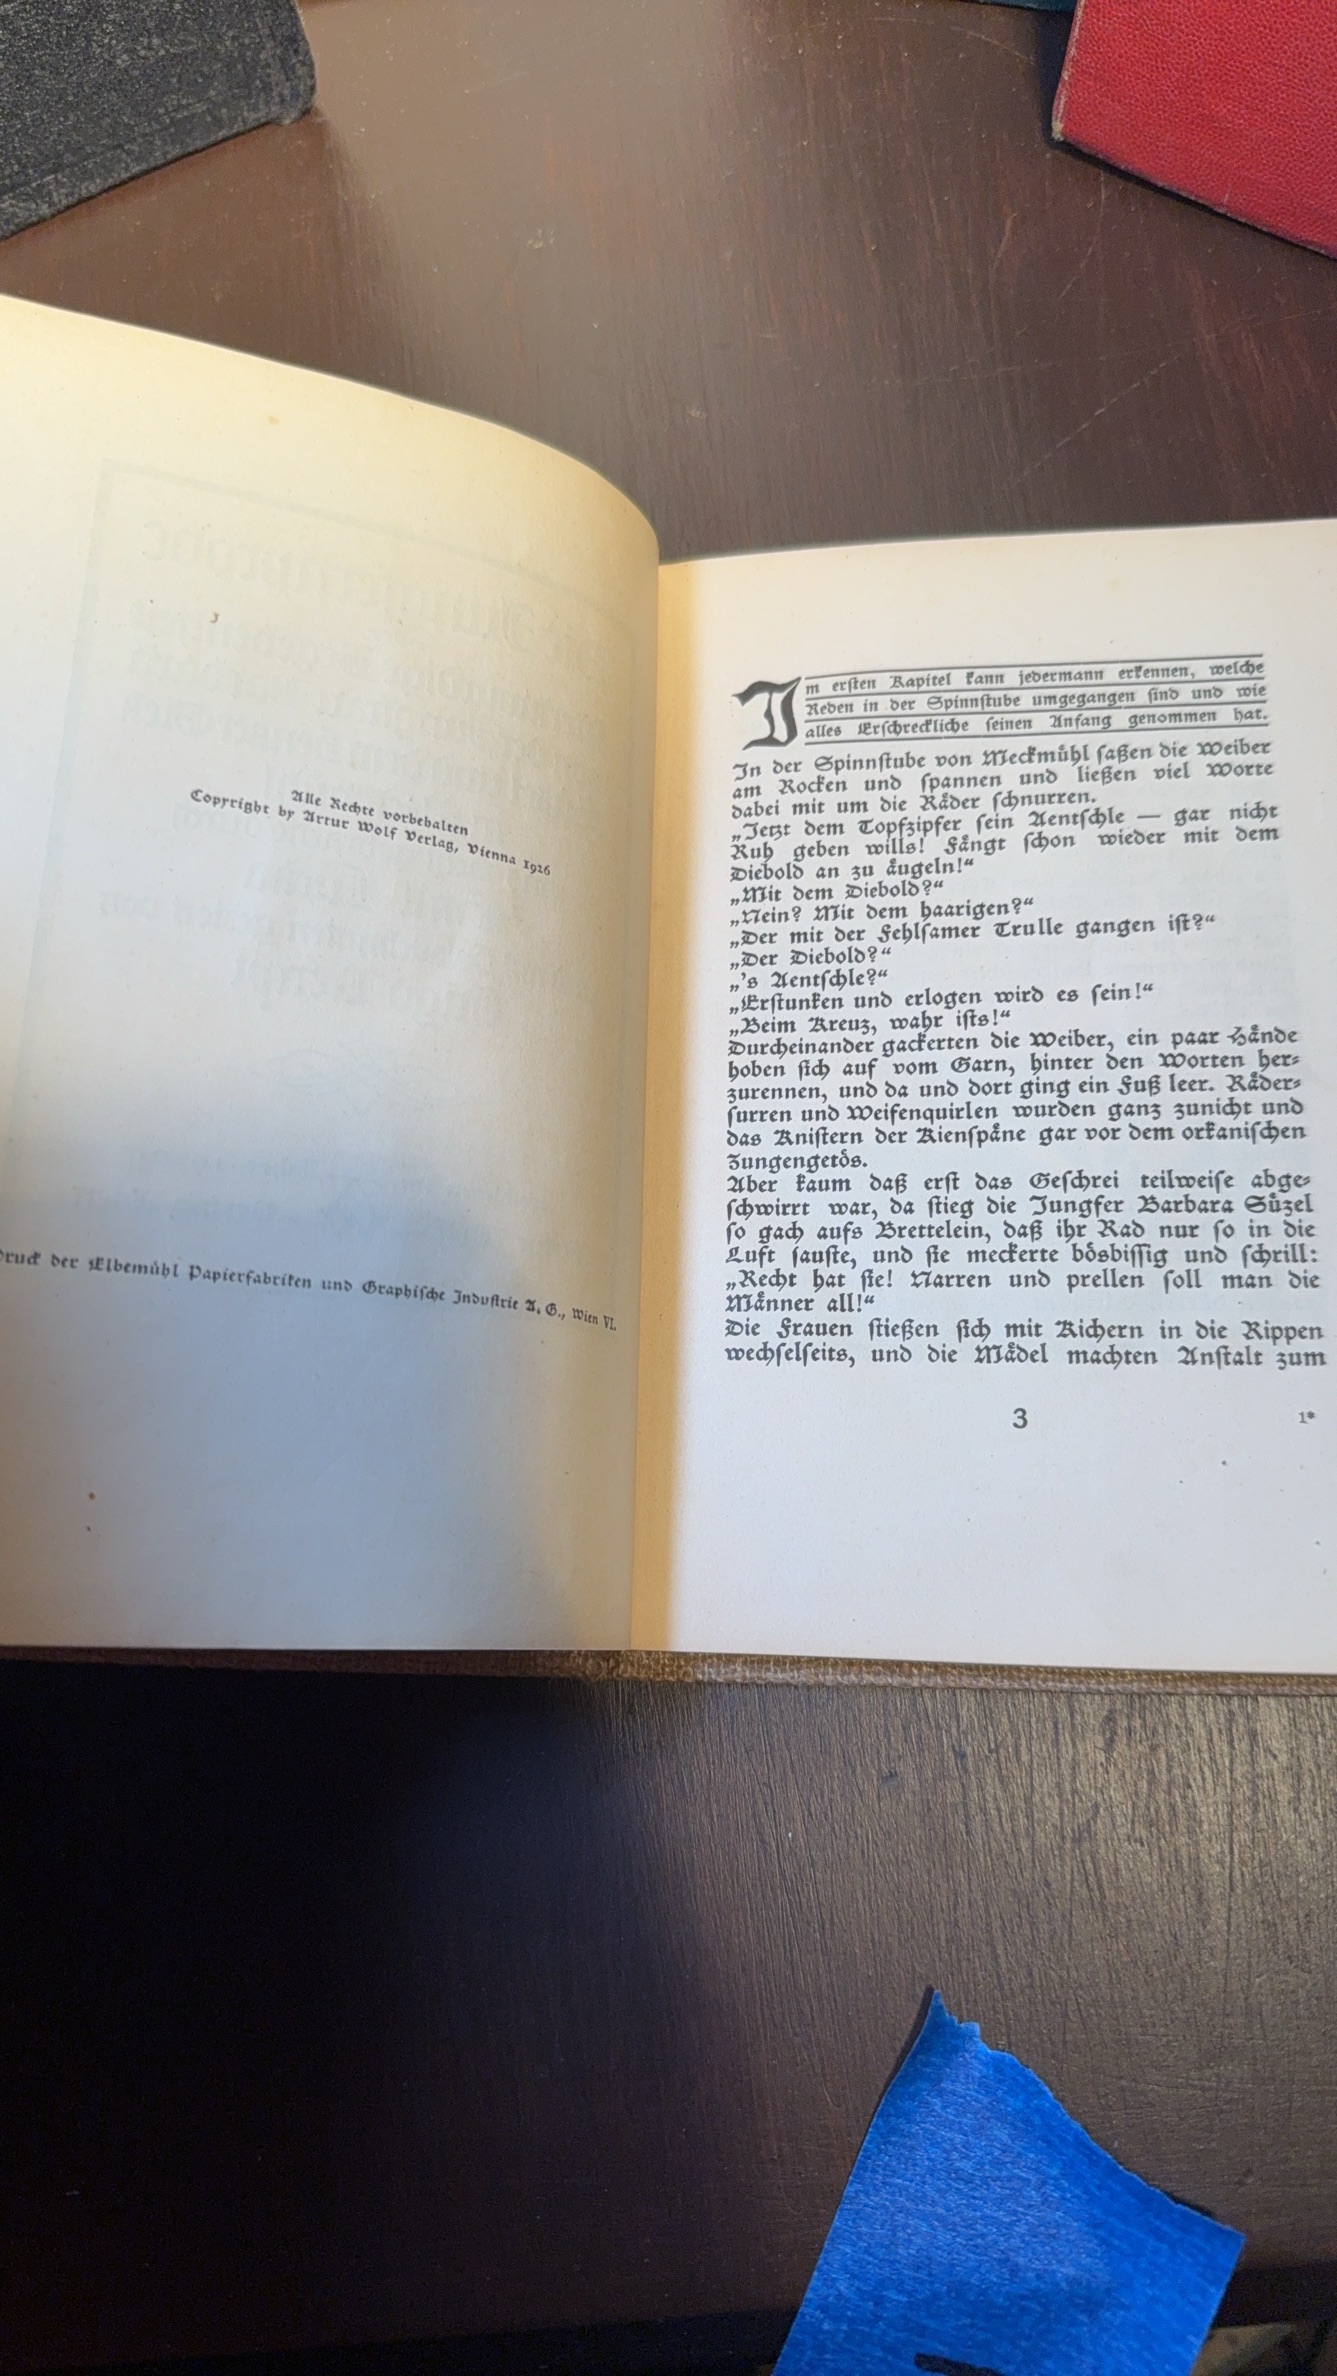 Alle Rechte vorbehalten
Copyright by Artur Wolf Verlag, Vienna 1926
Druck der Elbemühl Papierfabriken und Graphische Industrie A. G., Wien VI.
Im ersten Kapitel kann jedermann erkennen, welche
Reden in der Spinnſtube umgegangen ſind und wie
alles Erſchreckliche ſeinen Anfang genommen hat.
In der Spinnſtube von Meckmühl ſaßen die Weiber
am Rocken und ſpannen und ließen viel Worte
dabei mit um die Räder ſchnurren.
„Jetzt dem Topfzipfer ſein Aentſchle — gar nicht
Ruh geben wills! Fängt ſchon wieder mit dem
Diebold an zu äugeln!“
„Mit dem Diebold?“
„Nein? Mit dem haarigen?“
„Der mit der Fehlſamer Trulle gangen iſt?“
„Der Diebold?“
„’s Aentſchle?“
„Erſtunken und erlogen wird es ſein!“
„Beim Kreuz, wahr iſts!“
Durcheinander gackerten die Weiber, ein paar Hände
hoben ſich auf vom Garn, hinter den Worten her-
zurennen, und da und dort ging ein Fuß leer. Räder-
ſurren und Weifenquirlen wurden ganz zunicht und
das Kniſtern der Kienſpäne gar vor dem orkaniſchen
Zungengetös.
Aber kaum daß erſt das Geſchrei teilweiſe abge-
ſchwirrt war, da ſtieg die Jungfer Barbara Süzel
ſo gach aufs Brettelein, daß ihr Rad nur ſo in die
Luft ſauſte, und ſie meckerte bösbiſſig und ſchrill:
„Recht hat ſie! Narren und prellen ſoll man die
Männer all!“
Die Frauen ſtießen ſich mit Kichern in die Rippen
wechſelſeits, und die Mädel machten Anſtalt zum
3
1*